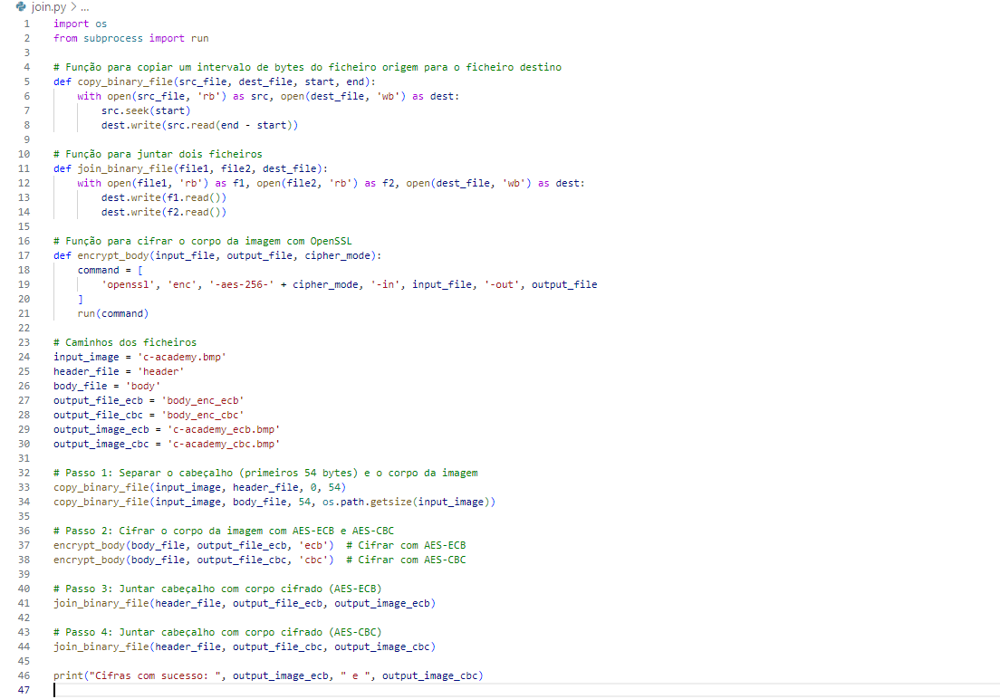 join.py > ...
1 import os
2 from subprocess import run
3
4 # Função para copiar um intervalo de bytes do ficheiro origem para o ficheiro destino
5 def copy_binary_file(src_file, dest_file, start, end):
6     with open(src_file, 'rb') as src, open(dest_file, 'wb') as dest:
7         src.seek(start)
8         dest.write(src.read(end - start))
9
10 # Função para juntar dois ficheiros
11 def join_binary_file(file1, file2, dest_file):
12     with open(file1, 'rb') as f1, open(file2, 'rb') as f2, open(dest_file, 'wb') as dest:
13         dest.write(f1.read())
14         dest.write(f2.read())
15
16 # Função para cifrar o corpo da imagem com OpenSSL
17 def encrypt_body(input_file, output_file, cipher_mode):
18     command = [
19         'openssl', 'enc', '-aes-256-' + cipher_mode, '-in', input_file, '-out', output_file
20     ]
21     run(command)
22
23 # Caminhos dos ficheiros
24 input_image = 'c-academy.bmp'
25 header_file = 'header'
26 body_file = 'body'
27 output_file_ecb = 'body_enc_ecb'
28 output_file_cbc = 'body_enc_cbc'
29 output_image_ecb = 'c-academy_ecb.bmp'
30 output_image_cbc = 'c-academy_cbc.bmp'
31
32 # Passo 1: Separar o cabeçalho (primeiros 54 bytes) e o corpo da imagem
33 copy_binary_file(input_image, header_file, 0, 54)
34 copy_binary_file(input_image, body_file, 54, os.path.getsize(input_image))
35
36 # Passo 2: Cifrar o corpo da imagem com AES-ECB e AES-CBC
37 encrypt_body(body_file, output_file_ecb, 'ecb')  # Cifrar com AES-ECB
38 encrypt_body(body_file, output_file_cbc, 'cbc')  # Cifrar com AES-CBC
39
40 # Passo 3: Juntar cabeçalho com corpo cifrado (AES-ECB)
41 join_binary_file(header_file, output_file_ecb, output_image_ecb)
42
43 # Passo 4: Juntar cabeçalho com corpo cifrado (AES-CBC)
44 join_binary_file(header_file, output_file_cbc, output_image_cbc)
45
46 print("Cifras com sucesso: ", output_image_ecb, " e ", output_image_cbc)
47